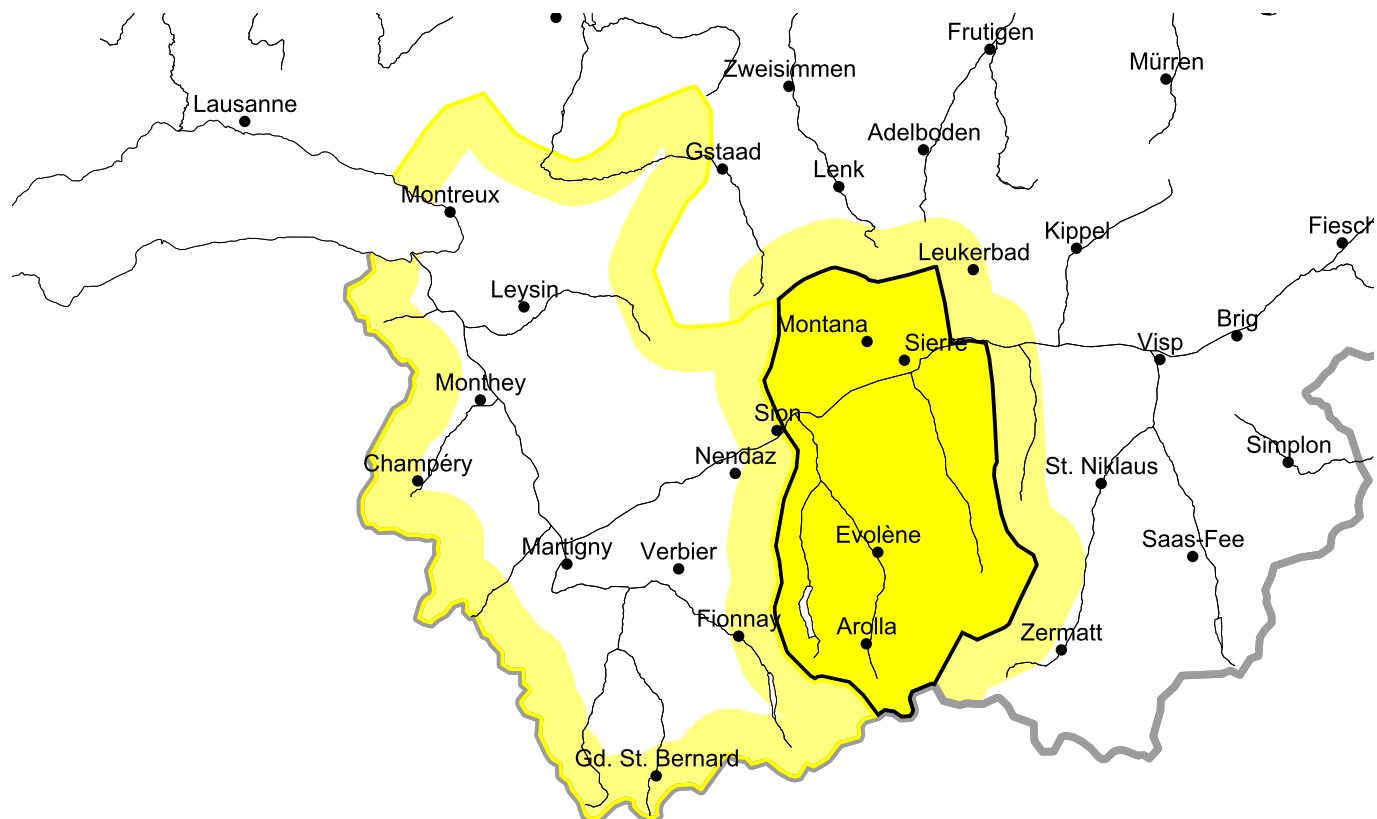 Frutigen
Zweisimmen
Mürren
Lausanne
Adelboden
Gstaad
Lenk
Montreux
Kippel
Fiesch
Leukerbad
Leysin
Montana
Sierre
Visp
Brig
Monthey
Sion
Nendaz
Champéry
St. Niklaus
Simplon
Martigny
Verbier
Evolène
Saas-Fee
Fionnay
Arolla
Zermatt
Gd. St. Bernard